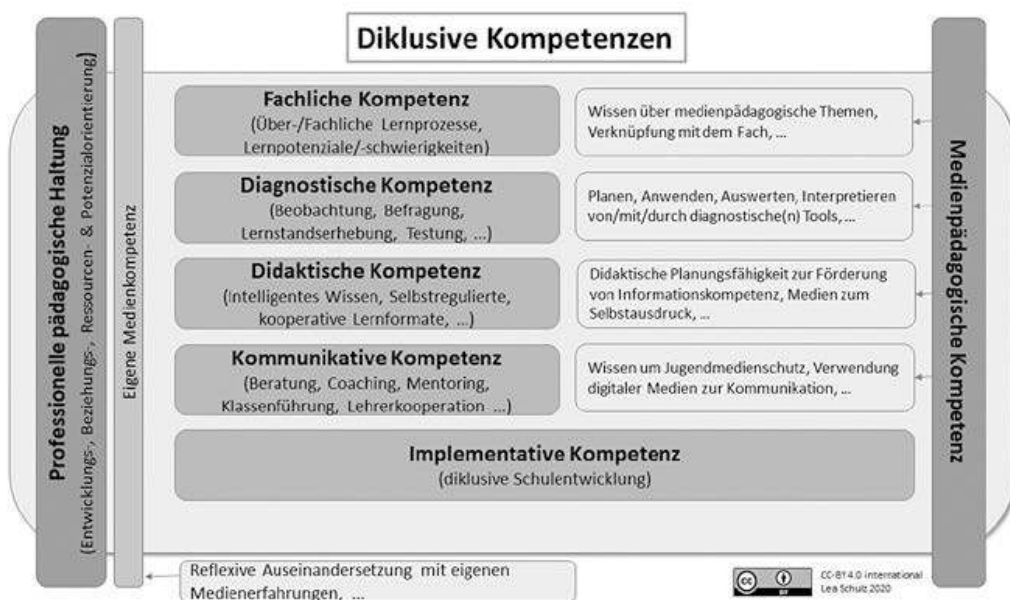 Diklusive Kompetenzen
Professionelle pädagogische Haltung
(Entwicklungs-, Beziehungs-, Ressourcen- & Potenzialorientierung)
Eigene Medienkompetenz
Fachliche Kompetenz
(Über-/Fachliche Lernprozesse,
Lernpotenziale/-schwierigkeiten)
Wissen über medienpädagogische Themen,
Verknüpfung mit dem Fach, ...
Diagnostische Kompetenz
(Beobachtung, Befragung,
Lernstandserhebung, Testung, ...)
Planen, Anwenden, Auswerten, Interpretieren
von/mit/durch diagnostische(n) Tools, ...
Didaktische Kompetenz
(Intelligentes Wissen, Selbstregulierte,
kooperative Lernformate, ...)
Didaktische Planungsfähigkeit zur Förderung
von Informationskompetenz, Medien zum
Selbstausdruck, ...
Kommunikative Kompetenz
(Beratung, Coaching, Mentoring,
Klassenführung, Lehrerkooperation ...)
Wissen um Jugendmedienschutz, Verwendung
digitaler Medien zur Kommunikation, ...
Implementative Kompetenz
(diklusive Schulentwicklung)
Medienpädagogische Kompetenz
Reflexive Auseinandersetzung mit eigenen
Medienerfahrungen, ...
cc
BY
CC-BY 4.0 international
Lea Schulz 2020